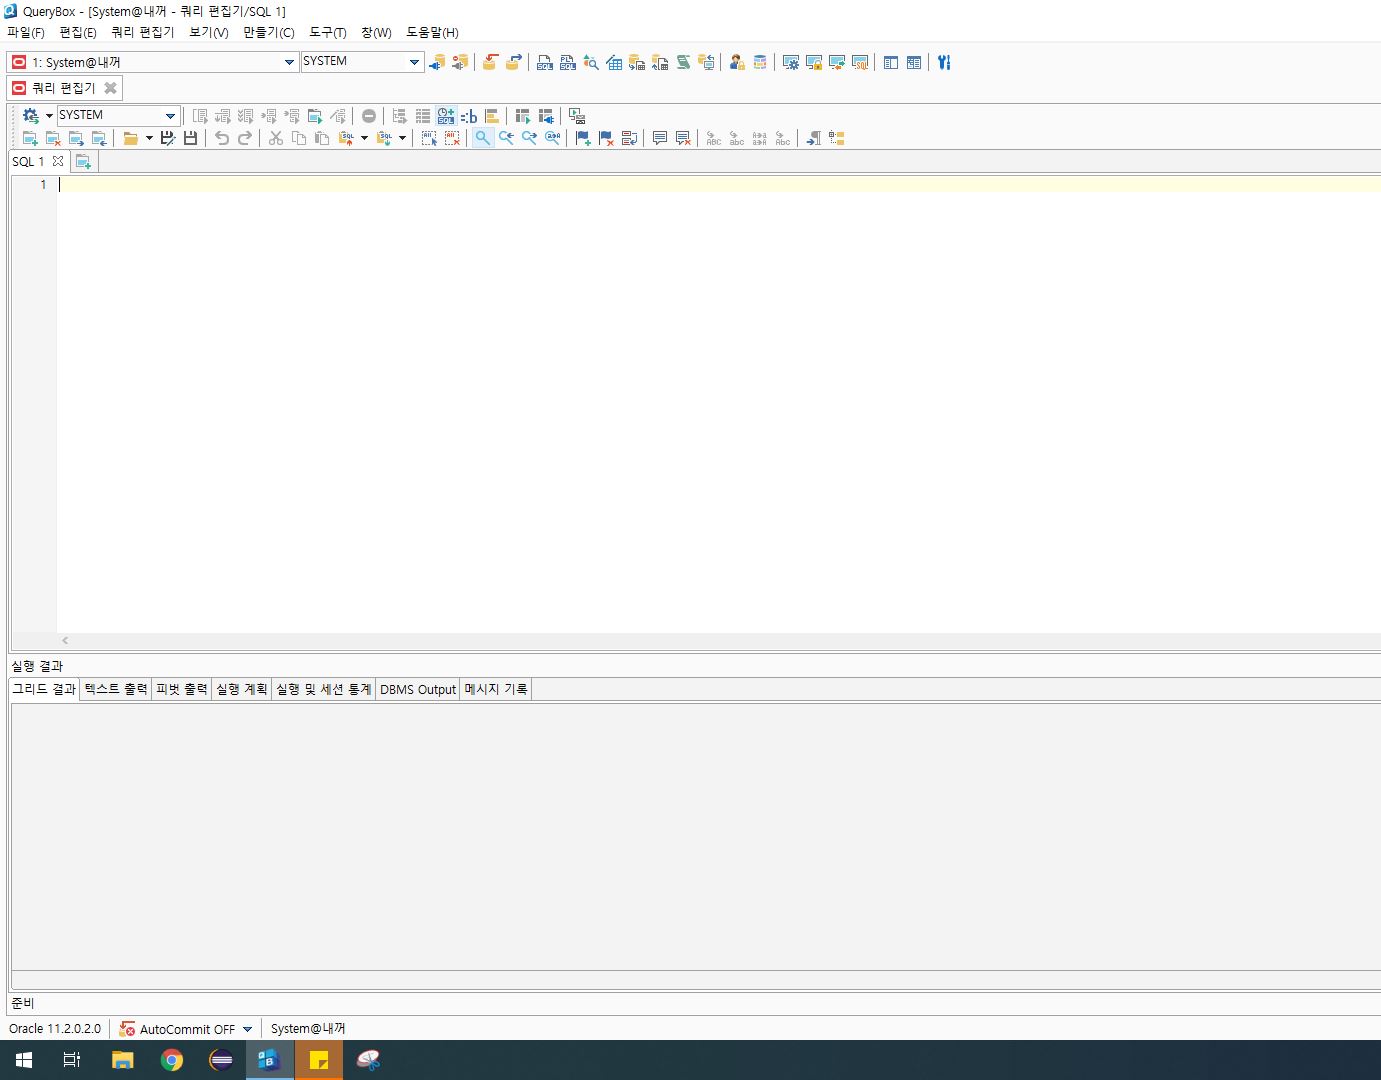 QueryBox - [System@내꺼 - 쿼리 편집기/SQL 1]
파일(F) 편집(E) 쿼리 편집기 보기(V) 만들기(C) 도구(T) 창(W) 도움말(H)
1: System@내꺼 SYSTEM
쿼리 편집기
SYSTEM
SQL 1
1
실행 결과
그리드 결과 텍스트 출력 피벗 출력 실행 계획 실행 및 세션 통계 DBMS Output 메시지 기록
준비
Oracle 11.2.0.2.0 AutoCommit OFF System@내꺼